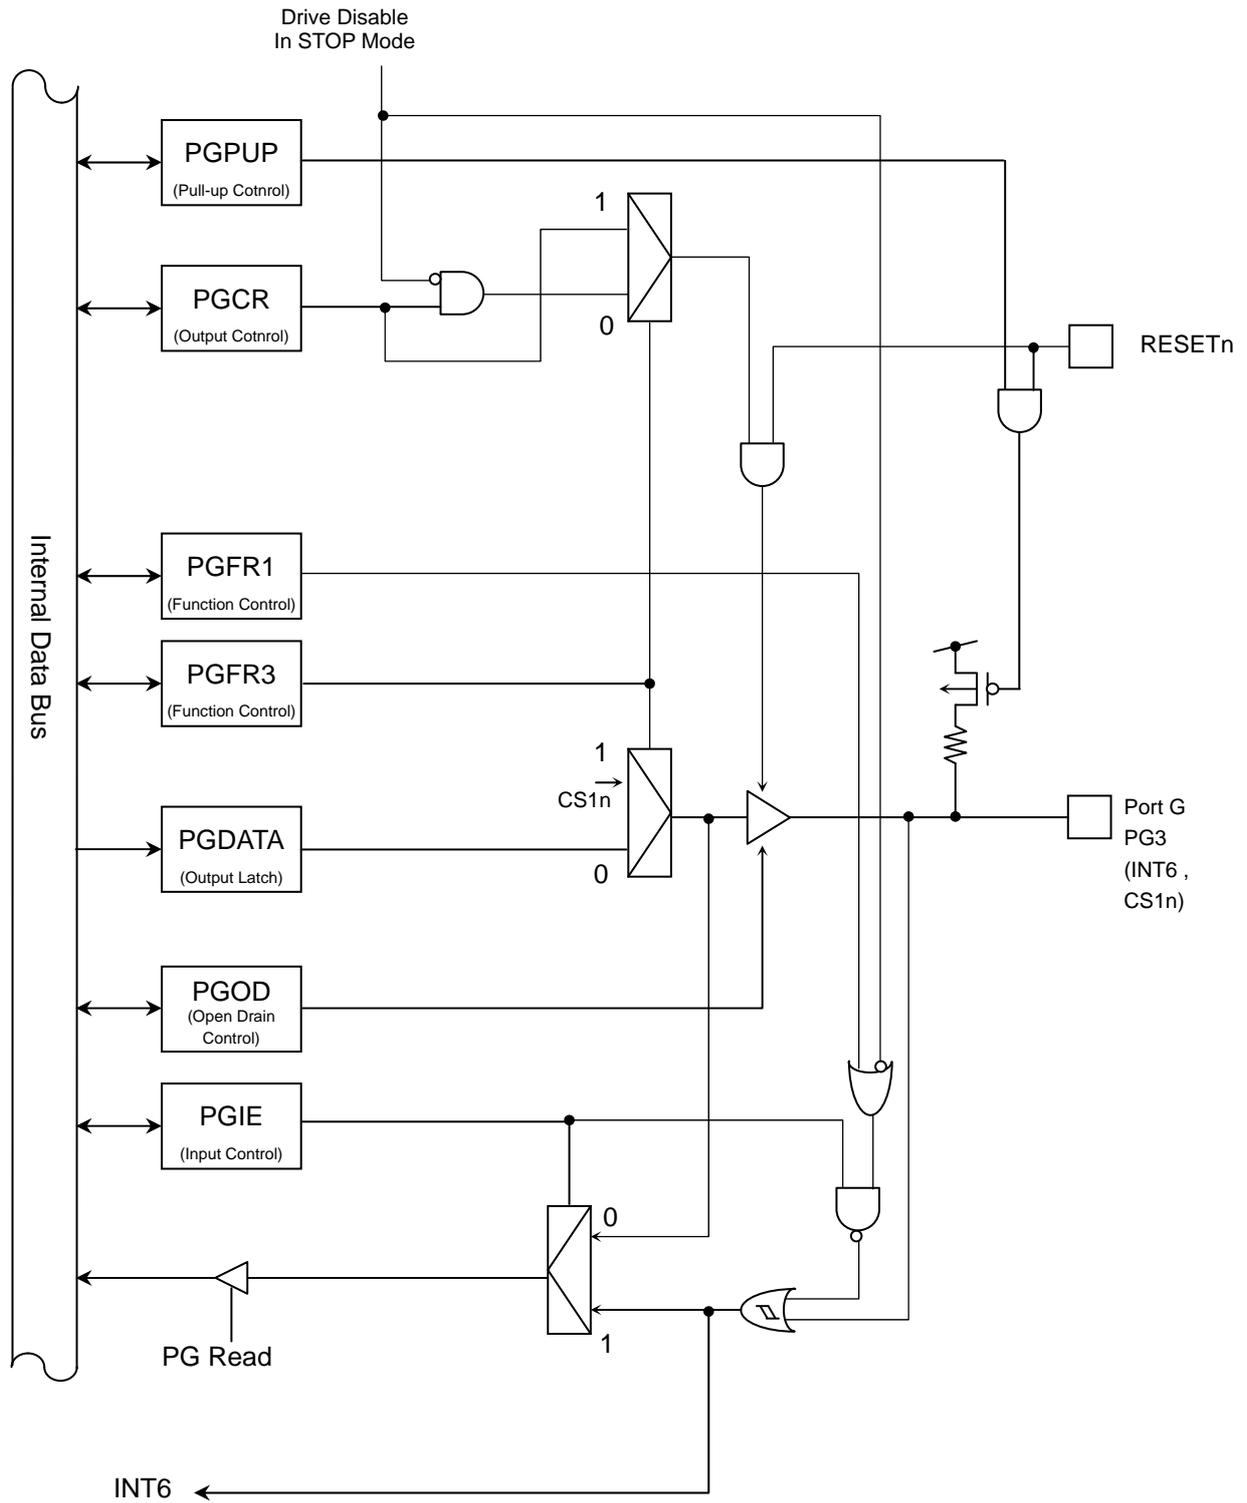 Drive Disable
In STOP Mode
PGPUP
(Pull-up Cotnrol)
1
PGCR
(Output Cotnrol)
0
RESETn
Internal Data Bus
PGFR1
(Function Control)
PGFR3
(Function Control)
1
CS1n
PGDATA
(Output Latch)
0
Port G
PG3
(INT6 ,
CS1n)
PGOD
(Open Drain
Control)
PGIE
(Input Control)
0
1
PG Read
INT6